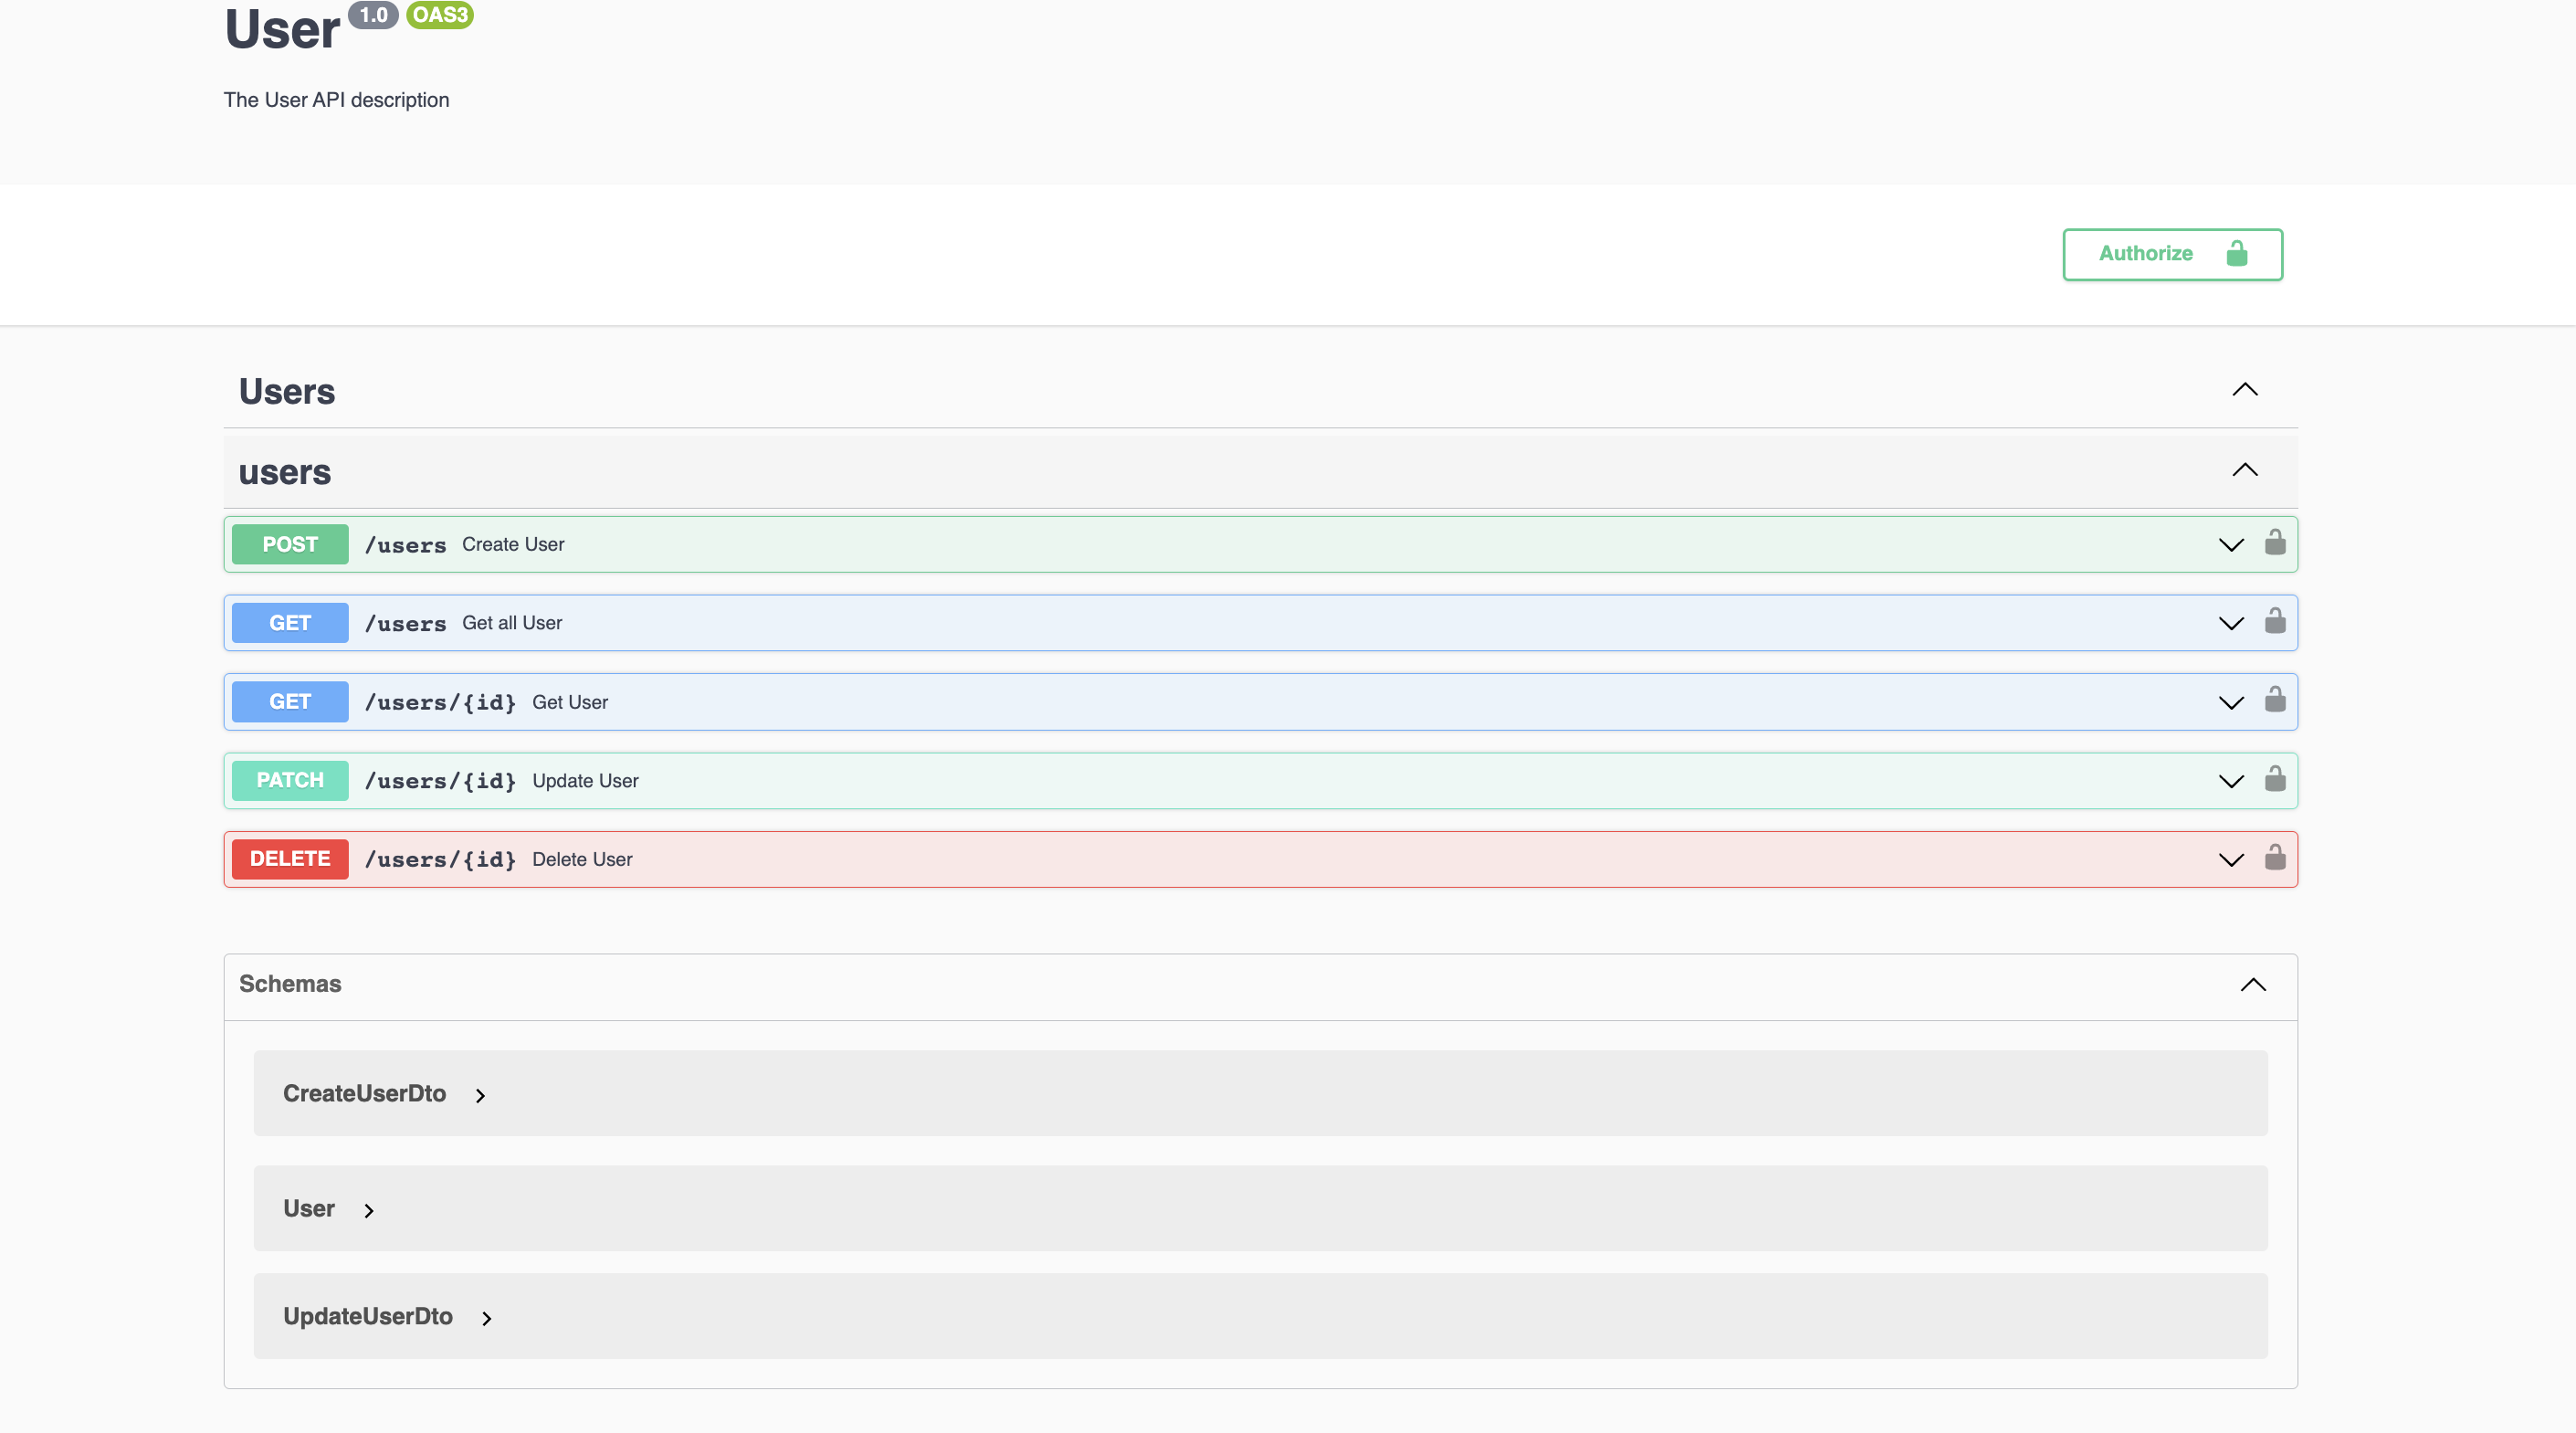 User 1.0 OAS3
The User API description
Authorize
Users
users
POST /users Create User
GET /users Get all User
GET /users/{id} Get User
PATCH /users/{id} Update User
DELETE /users/{id} Delete User
Schemas
CreateUserDto
User
UpdateUserDto